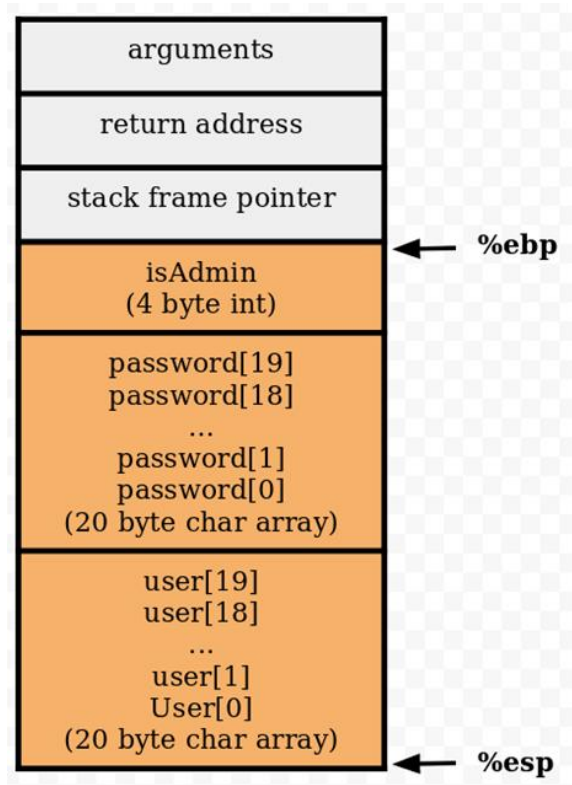 arguments
return address
stack frame pointer
%ebp
isAdmin
(4 byte int)
password[19]
password[18]
...
password[1]
password[0]
(20 byte char array)
user[19]
user[18]
...
user[1]
User[0]
(20 byte char array)
%esp